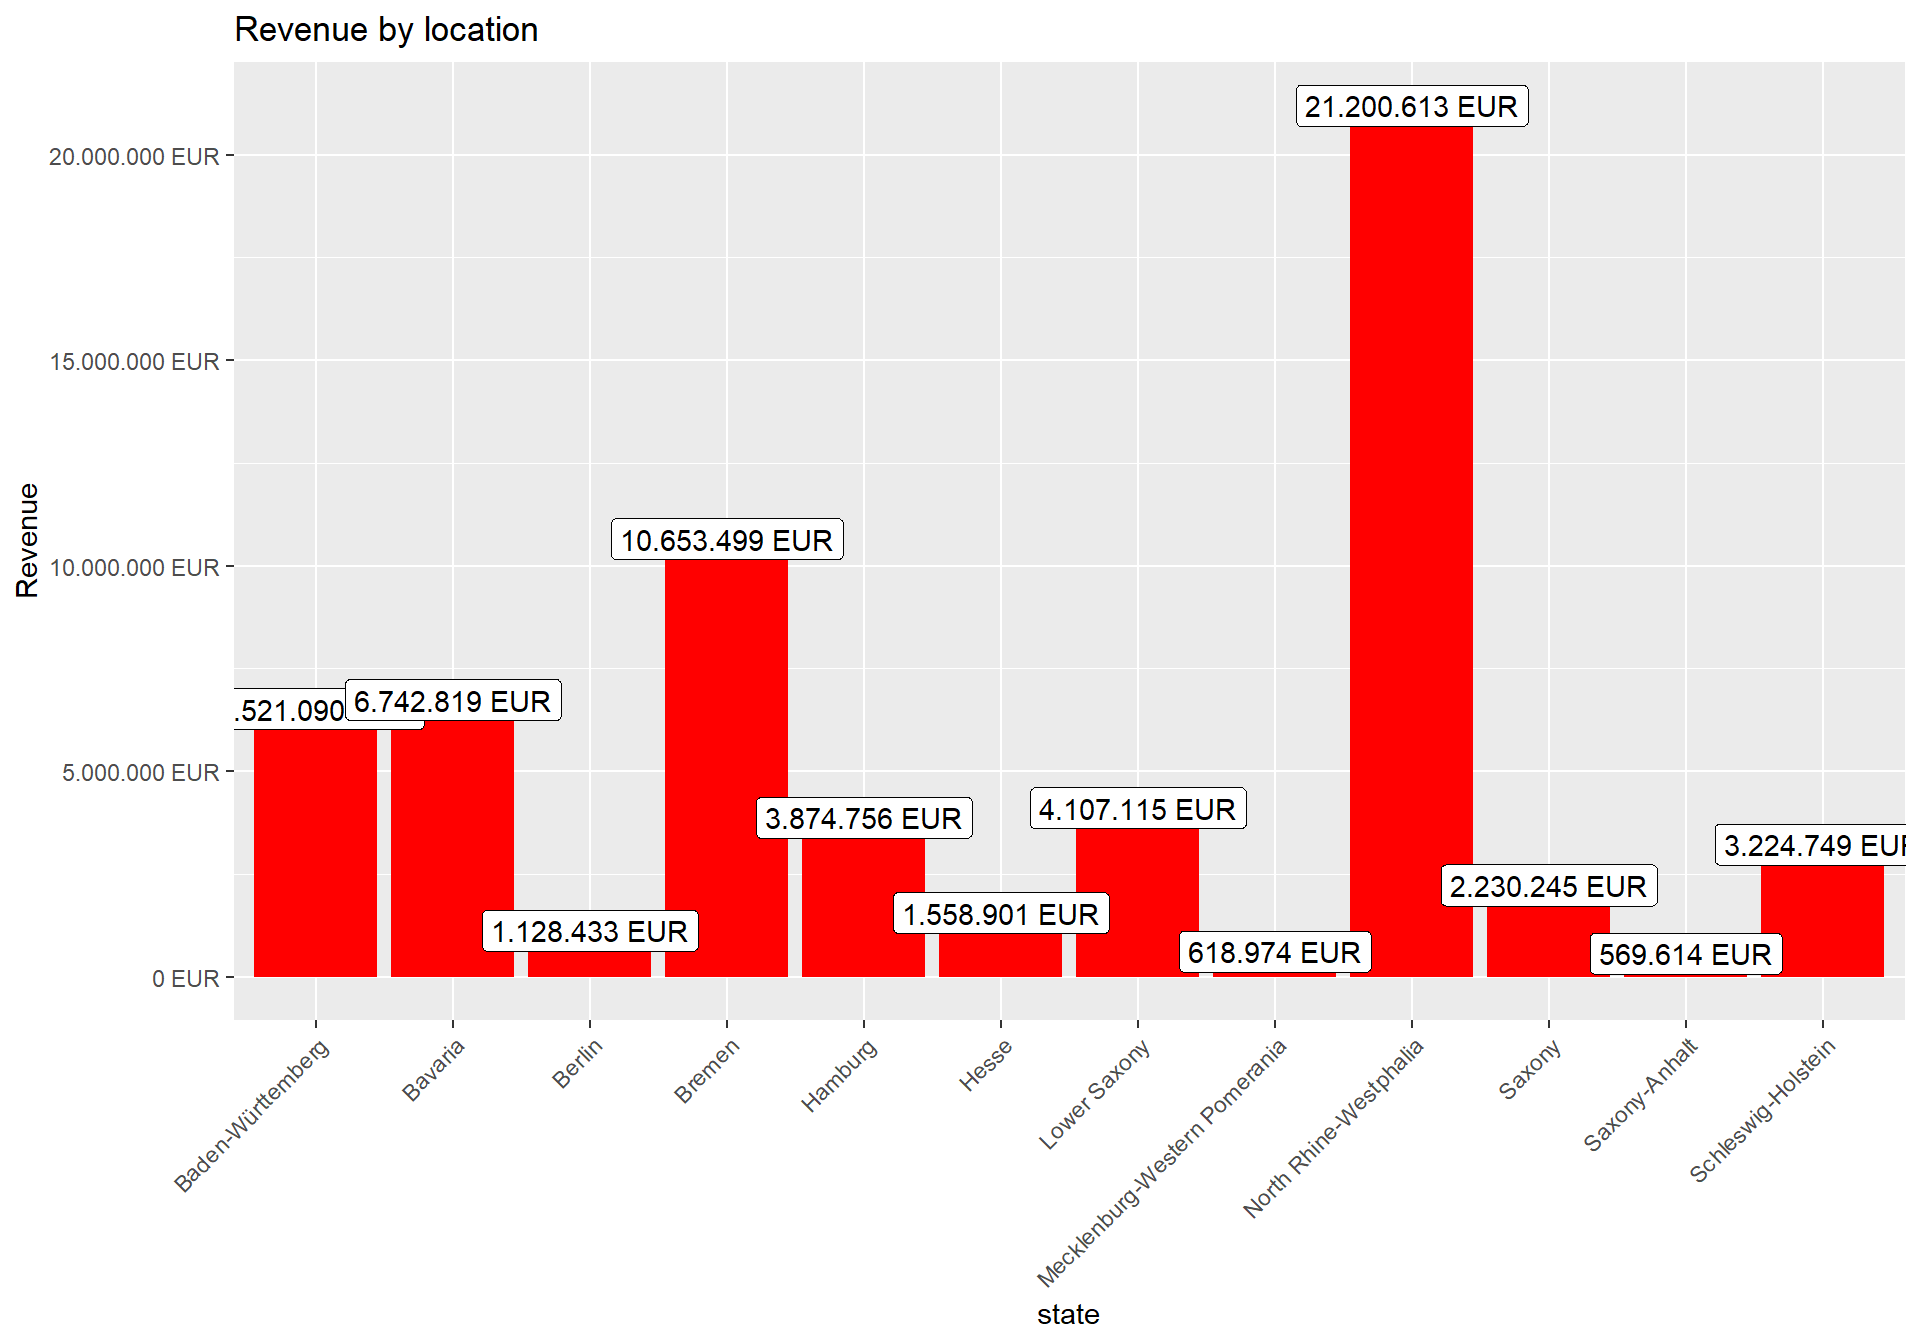 Revenue by location
21.200.613 EUR
20.000.000 EUR
15.000.000 EUR
10.653.499 EUR
10.000.000 EUR
Revenue
.521.090
6.742.819 EUR
5.000.000 EUR
3.874.756 EUR
4.107.115 EUR
3.224.749 EUR
2.230.245 EUR
1.558.901 EUR
1.128.433 EUR
618.974 EUR
569.614 EUR
0 EUR
Baden-Württemberg
Bavaria
Berlin
Bremen
Hamburg
Hesse
Lower Saxony
Mecklenburg-Western Pomerania
North Rhine-Westphalia
Saxony
Saxony-Anhalt
Schleswig-Holstein
state